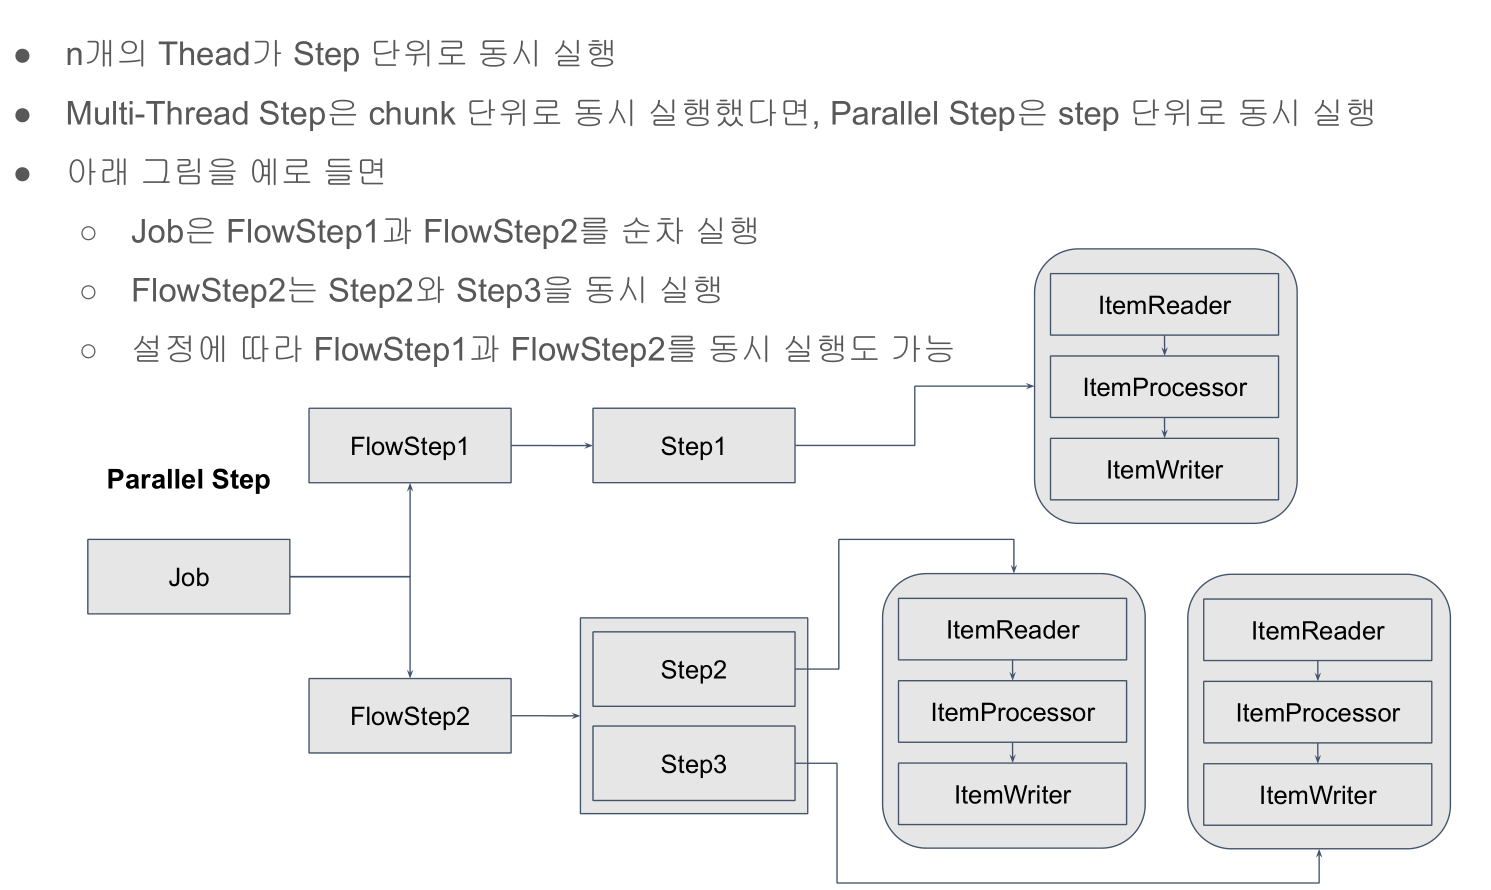 ● n개의 Thead가 Step 단위로 동시 실행
● Multi-Thread Step은 chunk 단위로 동시 실행했다면, Parallel Step은 step 단위로 동시 실행
● 아래 그림을 예로 들면
○ Job은 FlowStep1과 FlowStep2를 순차 실행
○ FlowStep2는 Step2와 Step3을 동시 실행
○ 설정에 따라 FlowStep1과 FlowStep2를 동시 실행도 가능
Parallel Step
Job
FlowStep1
Step1
ItemReader
ItemProcessor
ItemWriter
FlowStep2
Step2
Step3
ItemReader
ItemProcessor
ItemWriter
ItemReader
ItemProcessor
ItemWriter